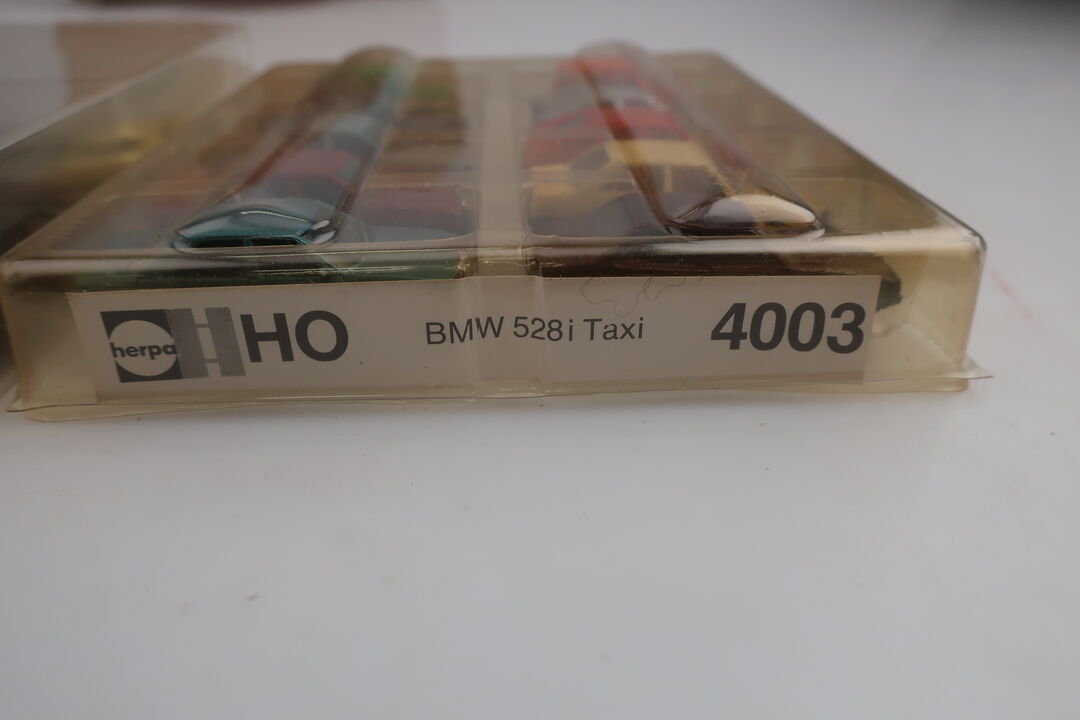 herpa H HO BMW 528i Taxi 4003